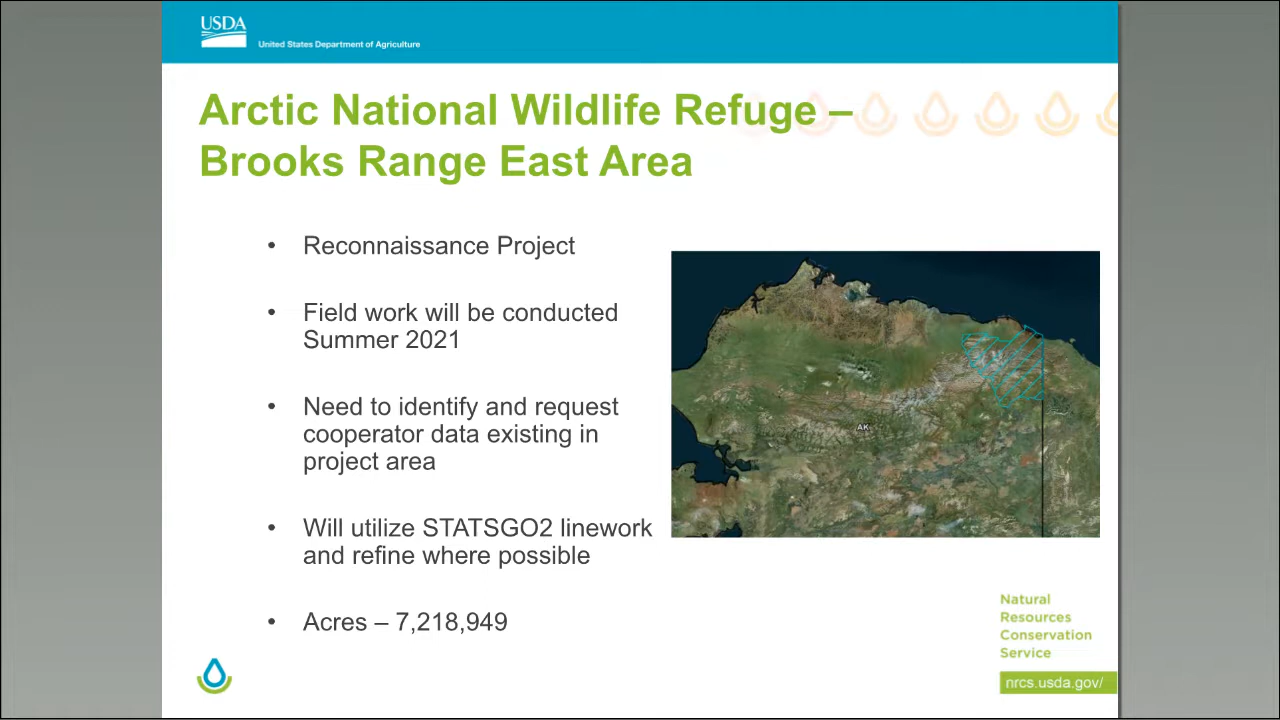 USDA
United States Department of Agriculture
Arctic National Wildlife Refuge –
Brooks Range East Area
• Reconnaissance Project
• Field work will be conducted
Summer 2021
• Need to identify and request
cooperator data existing in
project area
• Will utilize STATSGO2 linework
and refine where possible
• Acres – 7,218,949
AK
Natural
Resources
Conservation
Service
nrcs.usda.gov/